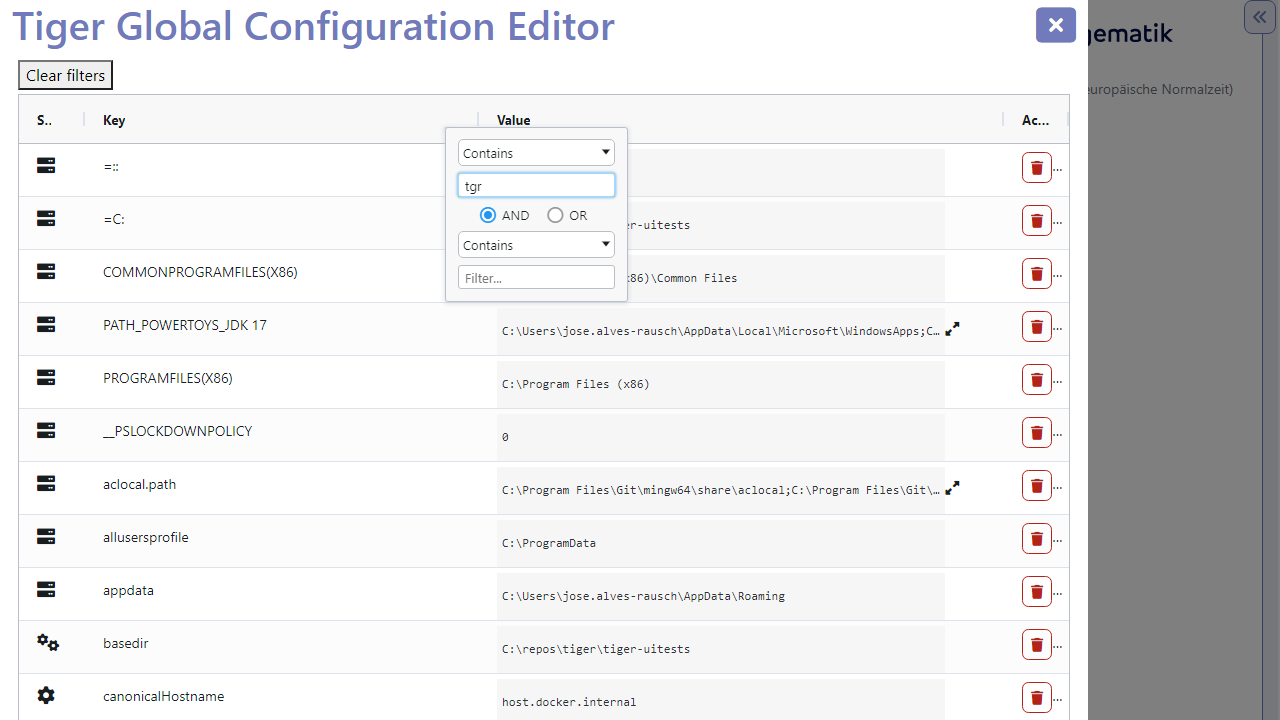 Tiger Global Configuration Editor
gematik
Clear filters
europäische Normalzeit)
S.. Key Value Ac...
Contains
=::
tgr
AND OR
=C: er-uitests
Contains
COMMONPROGRAMFILES(X86) x86)\Common Files
Filter...
PATH_POWERTOYS_JDK 17 C:\Users\jose.alves-rausch\AppData\Local\Microsoft\WindowsApps;C…
PROGRAMFILES(X86) C:\Program Files (x86)
__PSLOCKDOWNPOLICY 0
aclocal.path C:\Program Files\Git\mingw64\share\aclocal;C:\Program Files\Git\…
allusersprofile C:\ProgramData
appdata C:\Users\jose.alves-rausch\AppData\Roaming
basedir C:\repos\tiger\tiger-uitests
canonicalHostname host.docker.internal